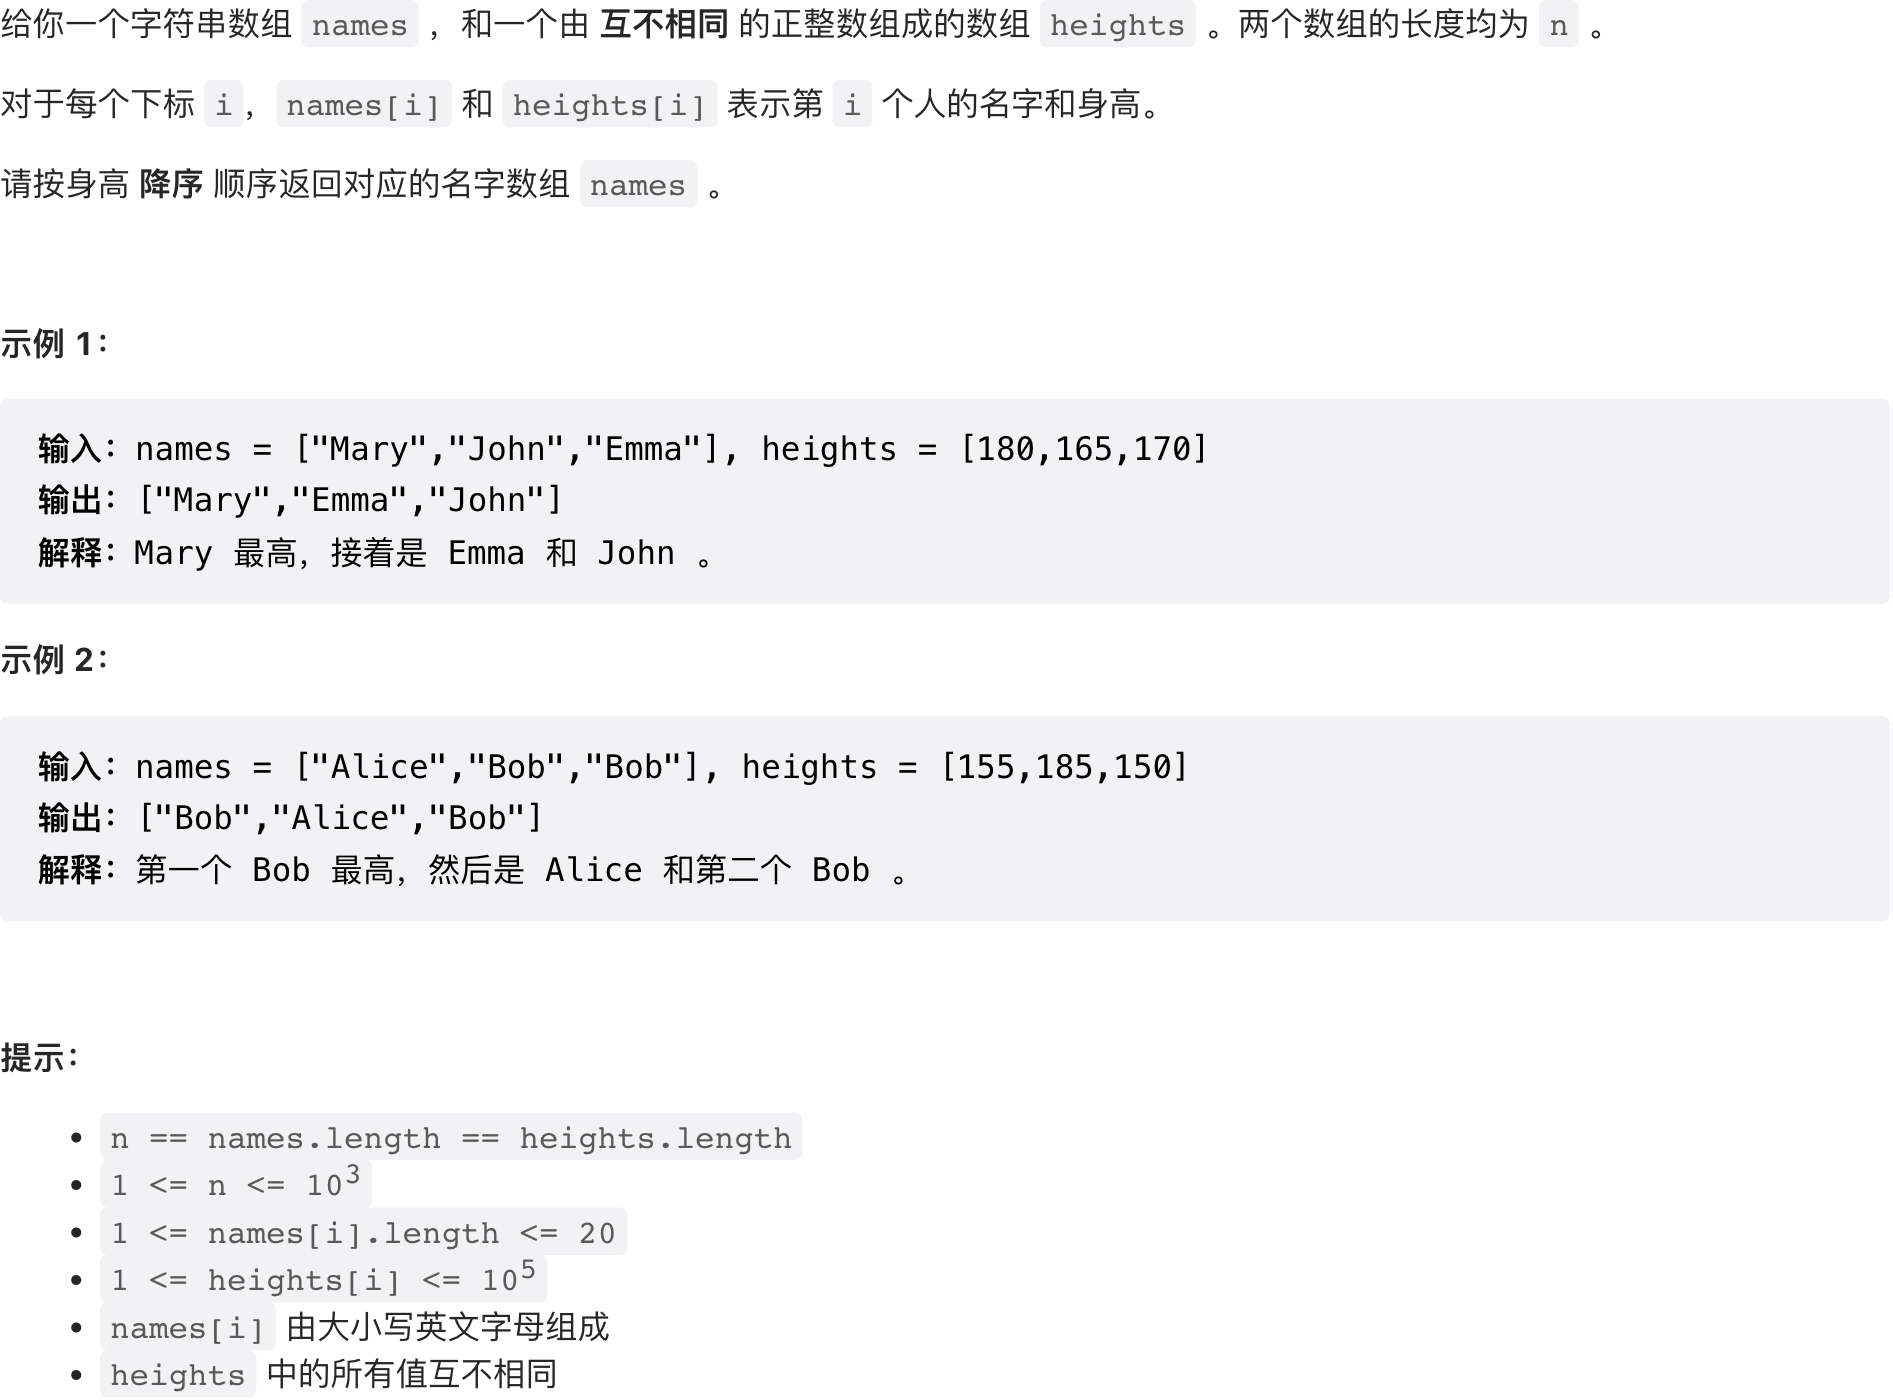 给你一个字符串数组 names ，和一个由 互不相同 的正整数组成的数组 heights 。两个数组的长度均为 n 。
对于每个下标 i，names[i] 和 heights[i] 表示第 i 个人的名字和身高。
请按身高 降序 顺序返回对应的名字数组 names 。
示例 1：
输入：names = ["Mary","John","Emma"], heights = [180,165,170]
输出：["Mary","Emma","John"]
解释：Mary 最高，接着是 Emma 和 John 。
示例 2：
输入：names = ["Alice","Bob","Bob"], heights = [155,185,150]
输出：["Bob","Alice","Bob"]
解释：第一个 Bob 最高，然后是 Alice 和第二个 Bob 。
提示：
• n == names.length == heights.length
• 1 <= n <= 10³
• 1 <= names[i].length <= 20
• 1 <= heights[i] <= 10⁵
• names[i] 由大小写英文字母组成
• heights 中的所有值互不相同